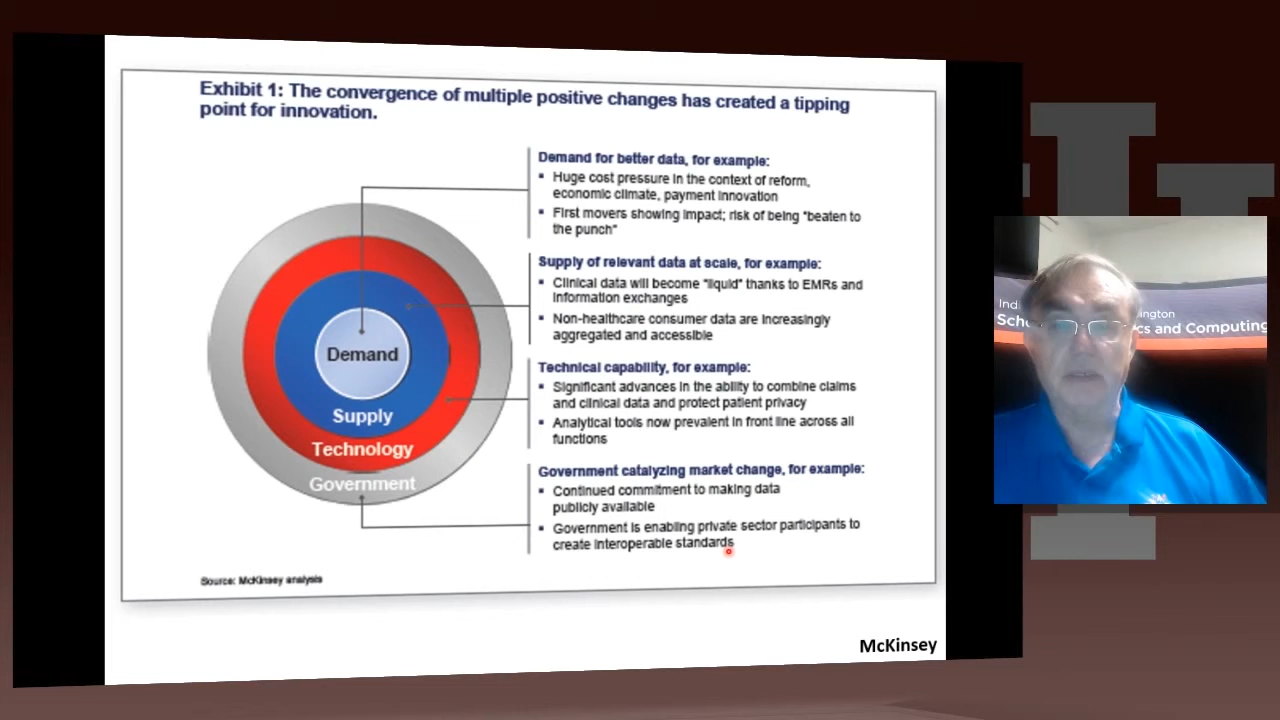 Exhibit 1: The convergence of multiple positive changes has created a tipping
point for innovation.
Demand for better data, for example:
▪ Huge cost pressure in the context of reform,
economic climate, payment innovation
▪ First movers showing impact; risk of being "beaten to
the punch"
Supply of relevant data at scale, for example:
▪ Clinical data will become "liquid" thanks to EMRs and
information exchanges
▪ Non-healthcare consumer data are increasingly
aggregated and accessible
Technical capability, for example:
▪ Significant advances in the ability to combine claims
and clinical data and protect patient privacy
▪ Analytical tools now prevalent in front line across all
functions
Government catalyzing market change, for example:
▪ Continued commitment to making data
publicly available
▪ Government is enabling private sector participants to
create interoperable standards
Demand
Supply
Technology
Government
Source: McKinsey analysis
McKinsey
Indi
ington
Sch
cs and Computing